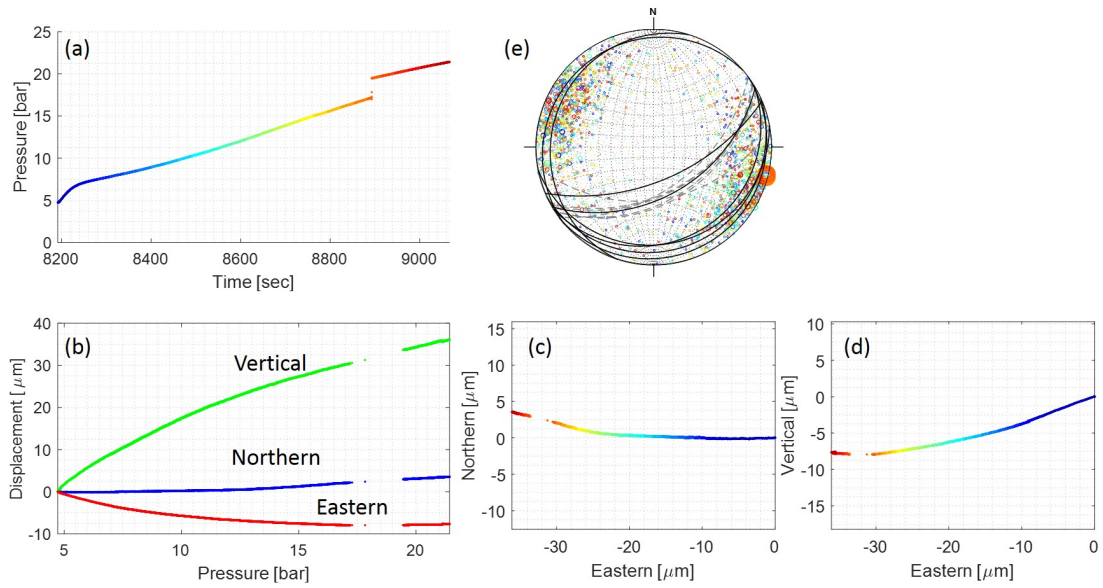 (a)
Pressure [bar]
25
20
15
10
5
0
8200 8400 8600 8800 9000
Time [sec]
(e)
N
(b)
Displacement [μm]
40
30
20
10
0
-10
Vertical
Northern
Eastern
5 10 15 20
Pressure [bar]
(c)
Northern [μm]
15
10
5
0
-5
-10
-30 -20 -10 0
Eastern [μm]
(d)
Vertical [μm]
10
5
0
-5
-10
-15
-30 -20 -10 0
Eastern [μm]